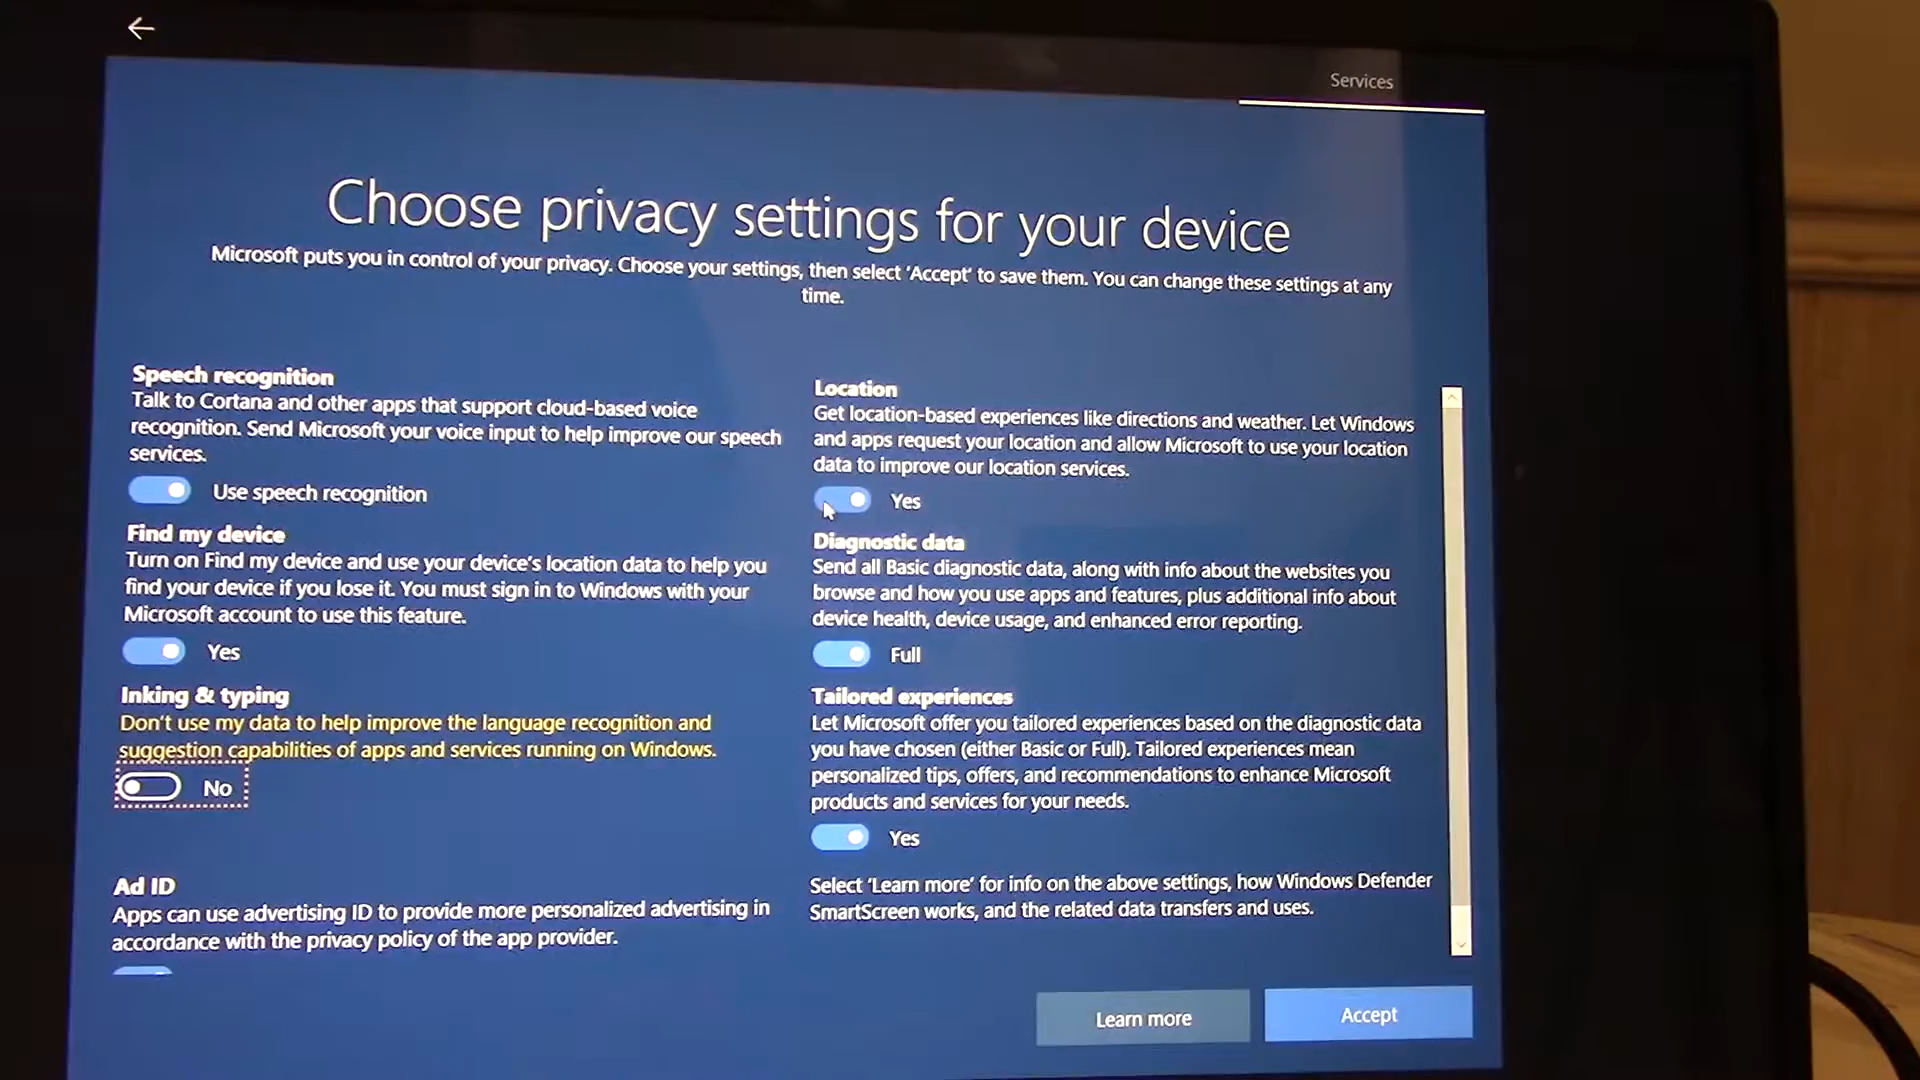 Services
Choose privacy settings for your device
Microsoft puts you in control of your privacy. Choose your settings, then select 'Accept' to save them. You can change these settings at any
time.
Speech recognition
Talk to Cortana and other apps that support cloud-based voice
recognition. Send Microsoft your voice input to help improve our speech
services.
Use speech recognition
Find my device
Turn on Find my device and use your device's location data to help you
find your device if you lose it. You must sign in to Windows with your
Microsoft account to use this feature.
Yes
Inking & typing
Don't use my data to help improve the language recognition and
suggestion capabilities of apps and services running on Windows.
No
Ad ID
Apps can use advertising ID to provide more personalized advertising in
accordance with the privacy policy of the app provider.
Location
Get location-based experiences like directions and weather. Let Windows
and apps request your location and allow Microsoft to use your location
data to improve our location services.
Yes
Diagnostic data
Send all Basic diagnostic data, along with info about the websites you
browse and how you use apps and features, plus additional info about
device health, device usage, and enhanced error reporting.
Full
Tailored experiences
Let Microsoft offer you tailored experiences based on the diagnostic data
you have chosen (either Basic or Full). Tailored experiences mean
personalized tips, offers, and recommendations to enhance Microsoft
products and services for your needs.
Yes
Select 'Learn more' for info on the above settings, how Windows Defender
SmartScreen works, and the related data transfers and uses.
Learn more
Accept